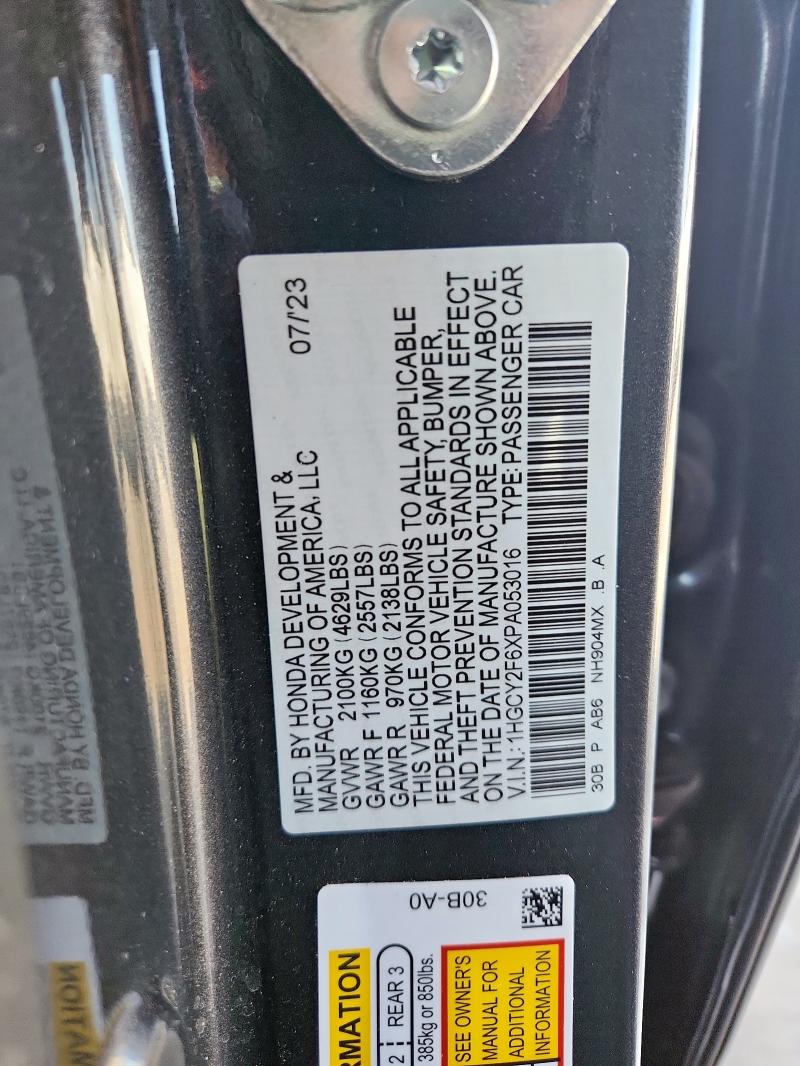 MFD. BY HONDA DEVELOPMENT &
MANUFACTURING OF AMERICA, LLC 07/'23
GVWR 2100KG (4629LBS)
GAWR F 1160KG (2557LBS)
GAWR R 970KG (2138LBS)
THIS VEHICLE CONFORMS TO ALL APPLICABLE
FEDERAL MOTOR VEHICLE SAFETY, BUMPER,
AND THEFT PREVENTION STANDARDS IN EFFECT
ON THE DATE OF MANUFACTURE SHOWN ABOVE.
V.I.N.: 1HGCY2F6XPA053016 TYPE: PASSENGER CAR
30B P AB6 NH904MX .B .A
30B-A0
RMATION
2 REAR 3
385kg or 850lbs.
SEE OWNER'S
MANUAL FOR
ADDITIONAL
INFORMATION